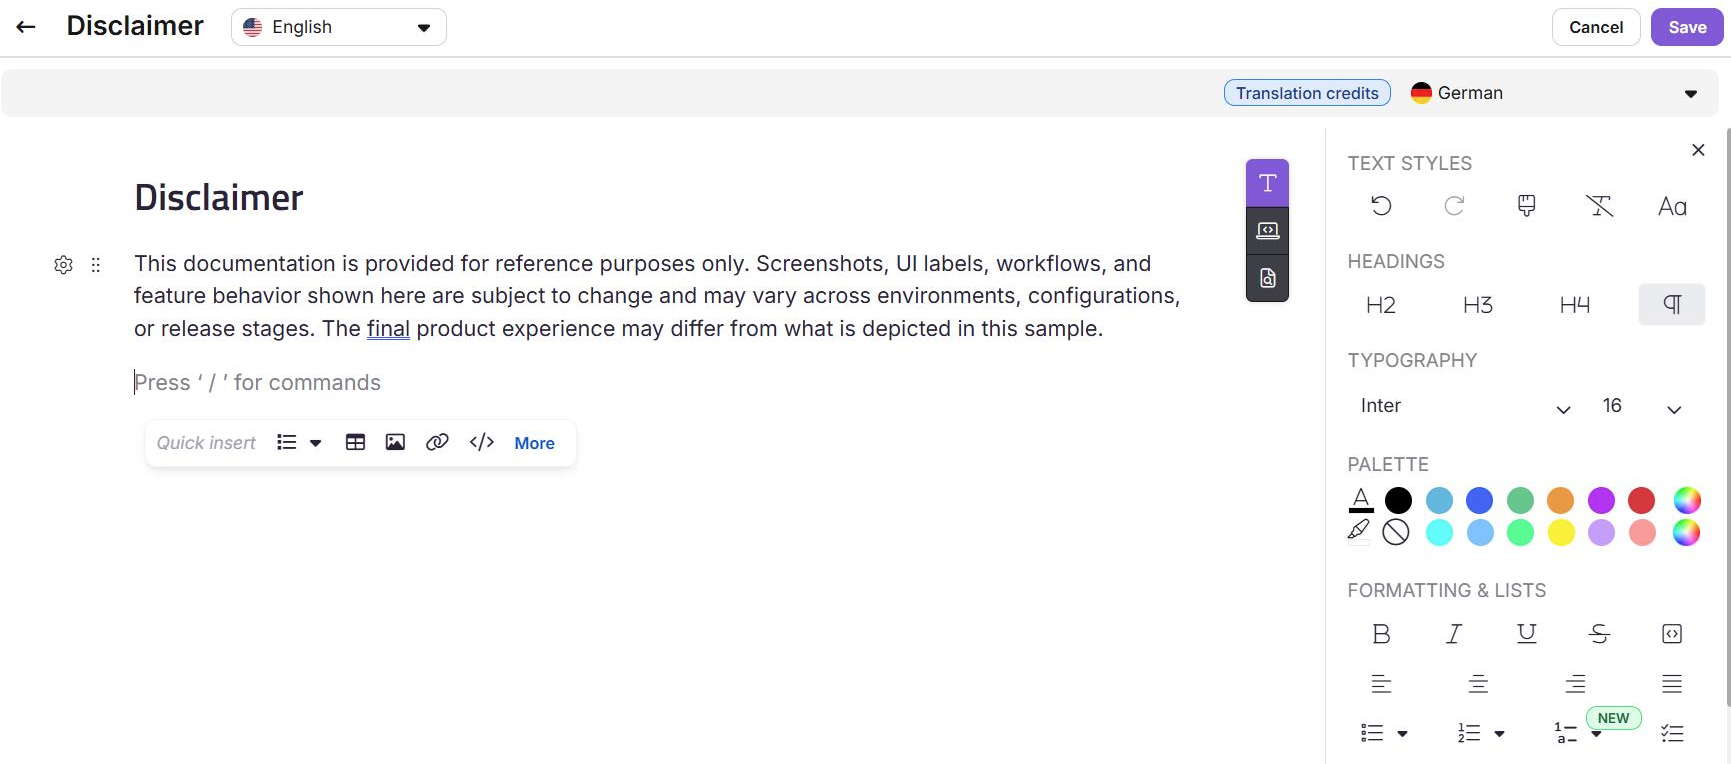 Disclaimer
English
Cancel
Save
Translation credits
German
Disclaimer
This documentation is provided for reference purposes only. Screenshots, UI labels, workflows, and
feature behavior shown here are subject to change and may vary across environments, configurations,
or release stages. The final product experience may differ from what is depicted in this sample.
Press ‘ / ’ for commands
Quick insert
More
TEXT STYLES
Aa
HEADINGS
H2 H3 H4 ¶
TYPOGRAPHY
Inter 16
PALETTE
A
FORMATTING & LISTS
B I U S
NEW